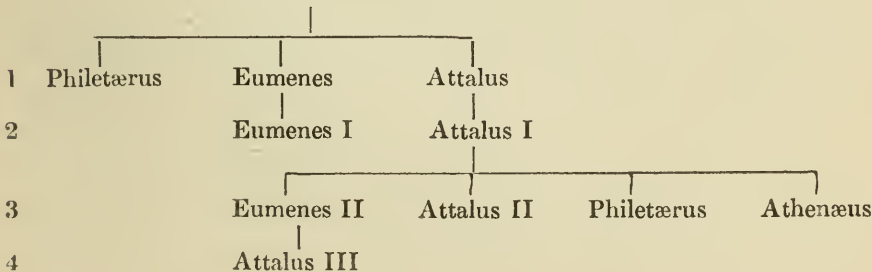 1 Philetærus Eumenes Attalus
2 Eumenes I Attalus I
3 Eumenes II Attalus II Philetærus Athenæus
4 Attalus III